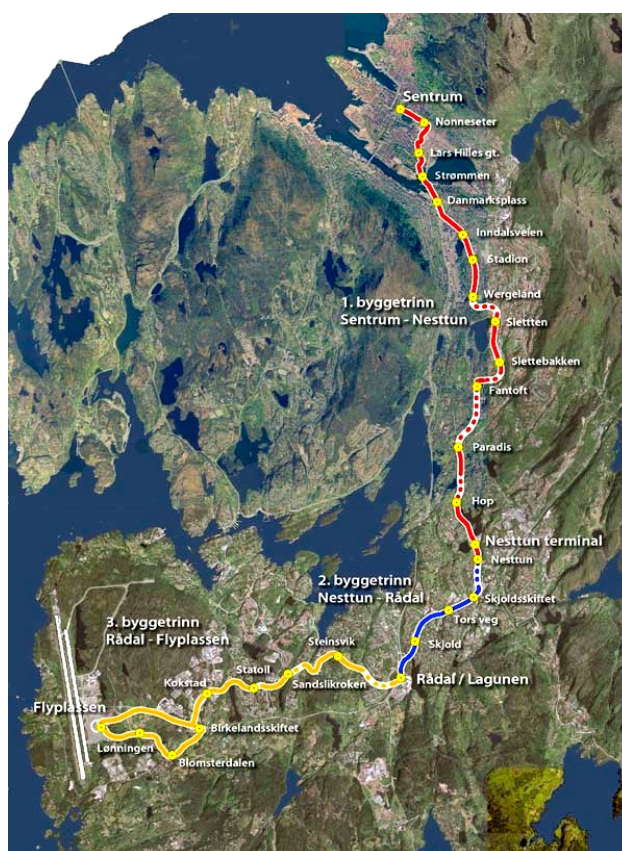 Sentrum
Nonneseter
Lars Hilles gt.
Strømmen
Danmarksplass
Inndalsveien
Stadion
1. byggetrinn
Sentrum - Nesttun
Wergeland
Slettten
Slettebakken
Fantoft
Paradis
Hop
Nesttun terminal
Nesttun
2. byggetrinn
Nesttun - Rådal
Skjoldsskiftet
Tors veg
3. byggetrinn
Rådal - Flyplassen
Steinsvik
Skjold
Statoil
Kokstad
Sandslikroken
Rådal / Lagunen
Flyplassen
Birkelandsskiftet
Lønningen
Blomsterdalen